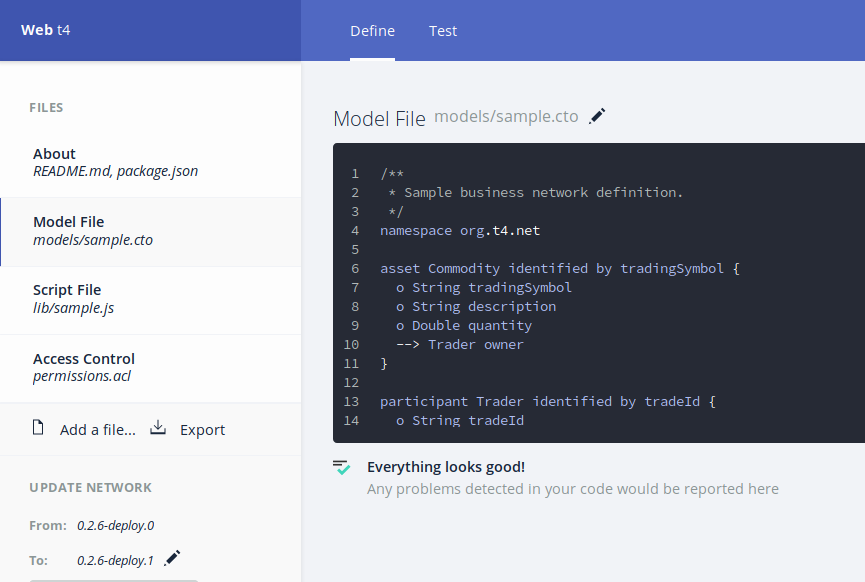 Web t4
Define
Test
FILES
About
README.md, package.json
Model File
models/sample.cto
Script File
lib/sample.js
Access Control
permissions.acl
Add a file...
Export
UPDATE NETWORK
From: 0.2.6-deploy.0
To: 0.2.6-deploy.1
Model File models/sample.cto
1 /**
2  * Sample business network definition.
3  */
4 namespace org.t4.net
5
6 asset Commodity identified by tradingSymbol {
7   o String tradingSymbol
8   o String description
9   o Double quantity
10   --> Trader owner
11 }
12
13 participant Trader identified by tradeId {
14   o String tradeId
Everything looks good!
Any problems detected in your code would be reported here